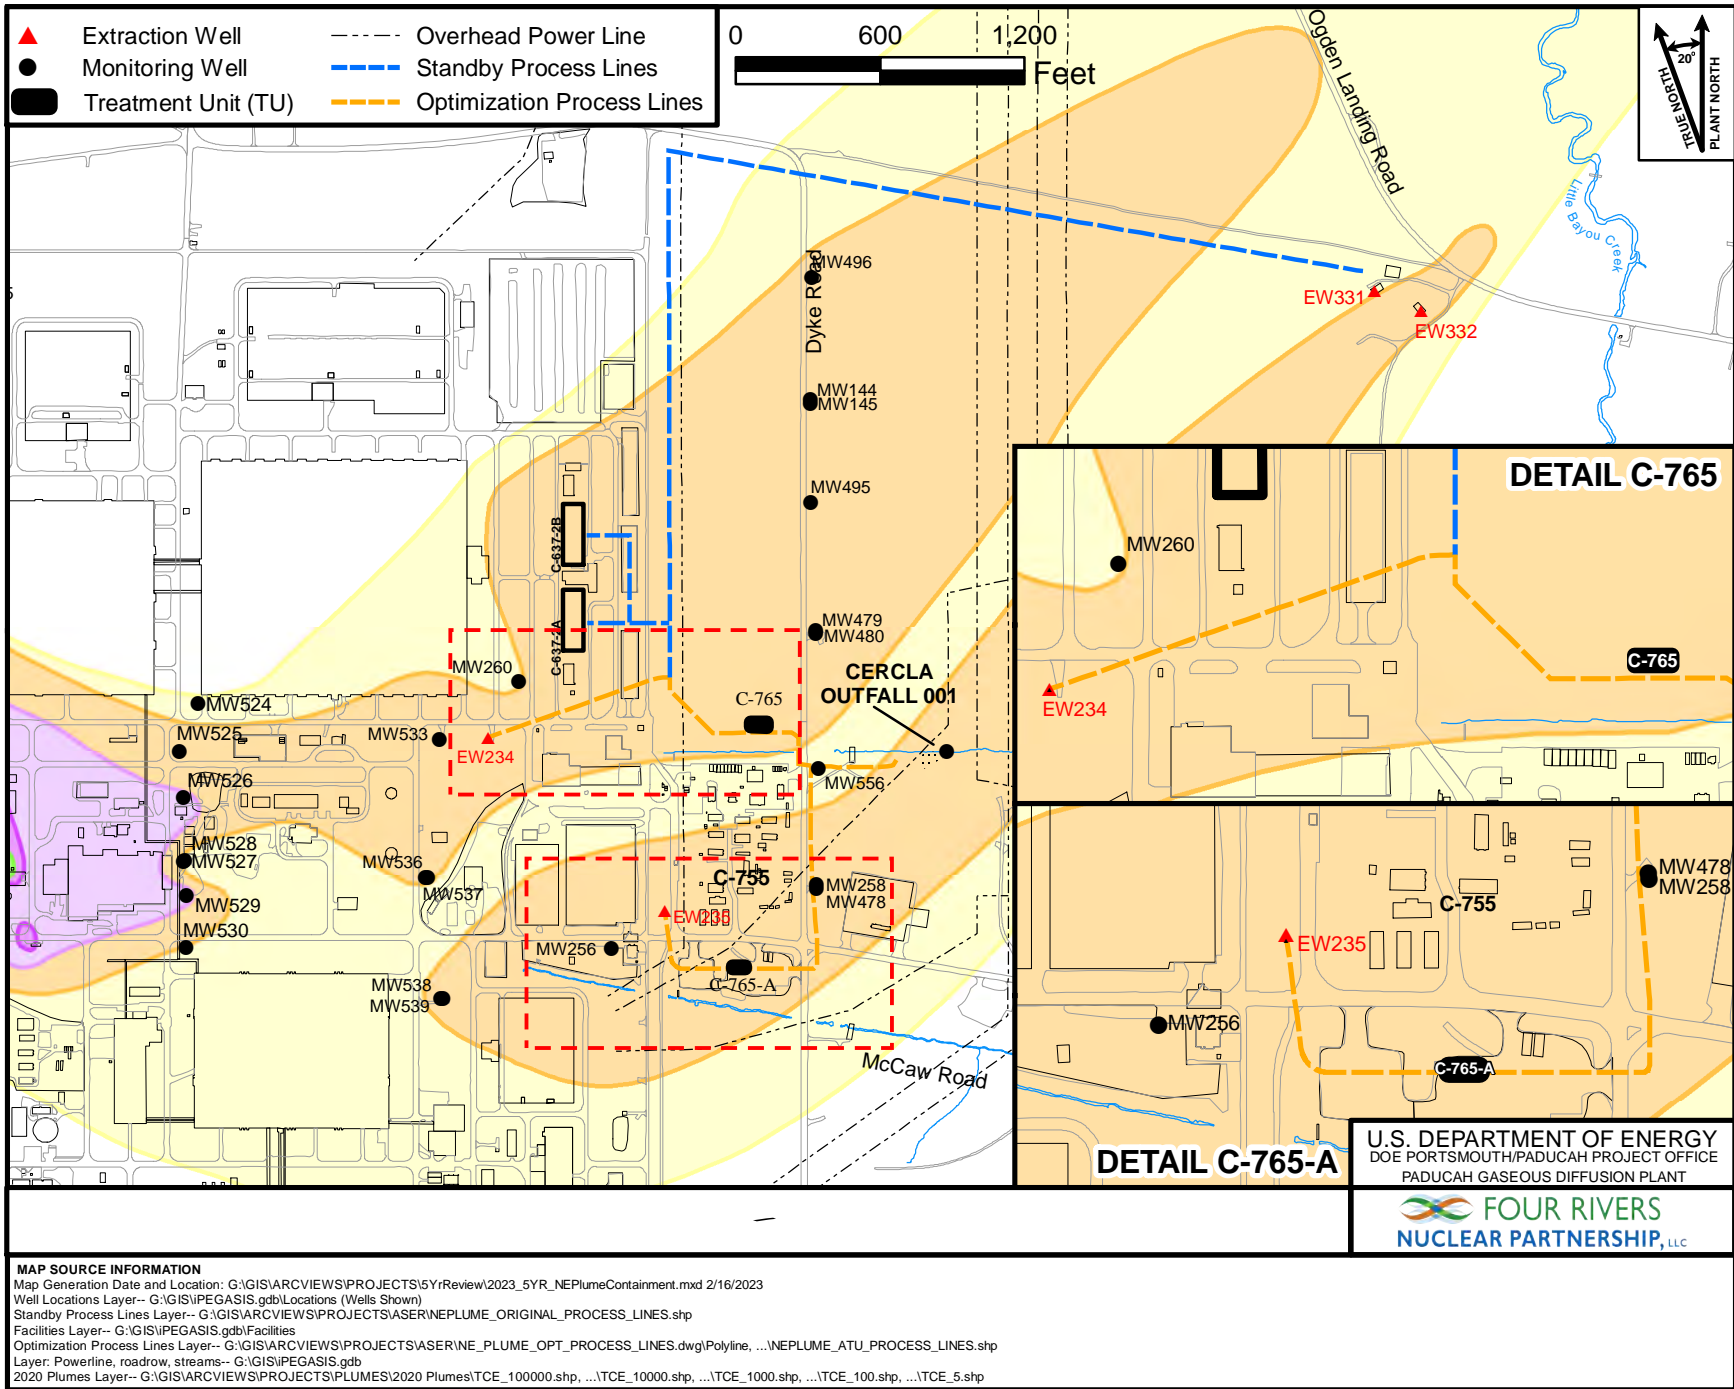 Extraction Well
Monitoring Well
Treatment Unit (TU)
Overhead Power Line
Standby Process Lines
Optimization Process Lines
0 600 1,200
Feet
Ogden Landing Road
20°
TRUE NORTH
PLANT NORTH
Little Bayou Creek
Dyke Road
MW496
EW331
EW332
MW144
MW145
MW495
C-637-2B
C-637-2A
MW479
MW480
MW260
CERCLA
OUTFALL 001
MW524
C-765
MW525
MW533
EW234
MW526
MW556
MW528
MW527
MW536
MW537
C-755
MW258
MW478
MW529
EW235
MW530
MW256
C-765-A
MW538
MW539
McCaw Road
DETAIL C-765
MW260
C-765
EW234
MW478
MW258
C-755
EW235
MW256
C-765-A
DETAIL C-765-A
U.S. DEPARTMENT OF ENERGY
DOE PORTSMOUTH/PADUCAH PROJECT OFFICE
PADUCAH GASEOUS DIFFUSION PLANT
FOUR RIVERS
NUCLEAR PARTNERSHIP, LLC
MAP SOURCE INFORMATION
Map Generation Date and Location: G:\GIS\ARCVIEWS\PROJECTS\5YrReview\2023_5YR_NEPlumeContainment.mxd 2/16/2023
Well Locations Layer-- G:\GIS\iPEGASIS.gdb\Locations (Wells Shown)
Standby Process Lines Layer-- G:\GIS\ARCVIEWS\PROJECTS\ASER\NEPLUME_ORIGINAL_PROCESS_LINES.shp
Facilities Layer-- G:\GIS\iPEGASIS.gdb\Facilities
Optimization Process Lines Layer-- G:\GIS\ARCVIEWS\PROJECTS\ASER\NE_PLUME_OPT_PROCESS_LINES.dwg\Polyline, ...\NEPLUME_ATU_PROCESS_LINES.shp
Layer: Powerline, roadrow, streams-- G:\GIS\iPEGASIS.gdb
2020 Plumes Layer-- G:\GIS\ARCVIEWS\PROJECTS\PLUMES\2020 Plumes\TCE_100000.shp, ...\TCE_10000.shp, ...\TCE_1000.shp, ...\TCE_100.shp, ...\TCE_5.shp